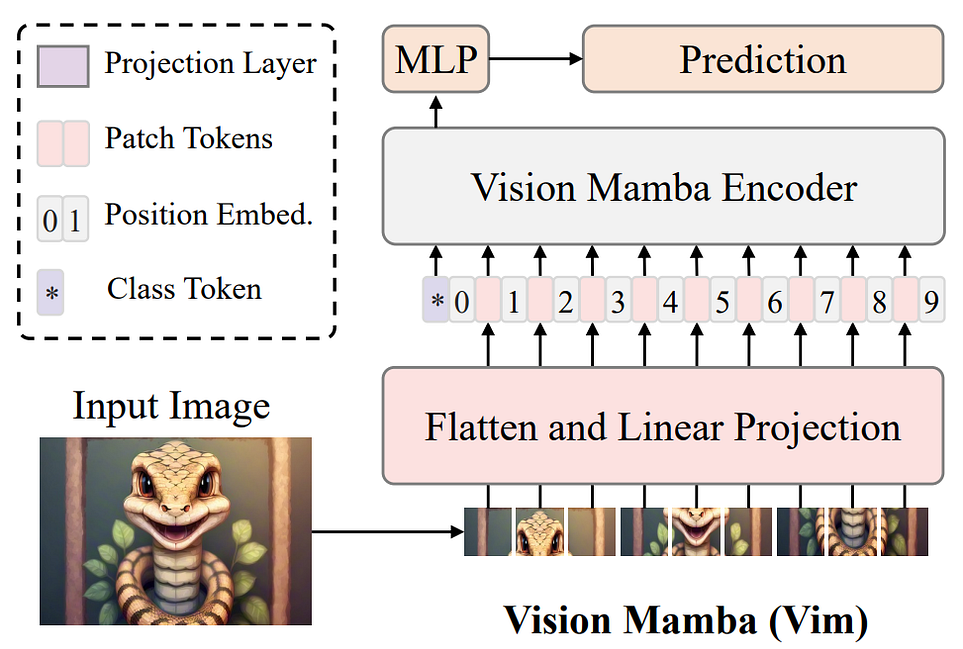 Projection Layer
Patch Tokens
0 1 Position Embed.
* Class Token
MLP
Prediction
Vision Mamba Encoder
* 0 1 2 3 4 5 6 7 8 9
Flatten and Linear Projection
Input Image
Vision Mamba (Vim)